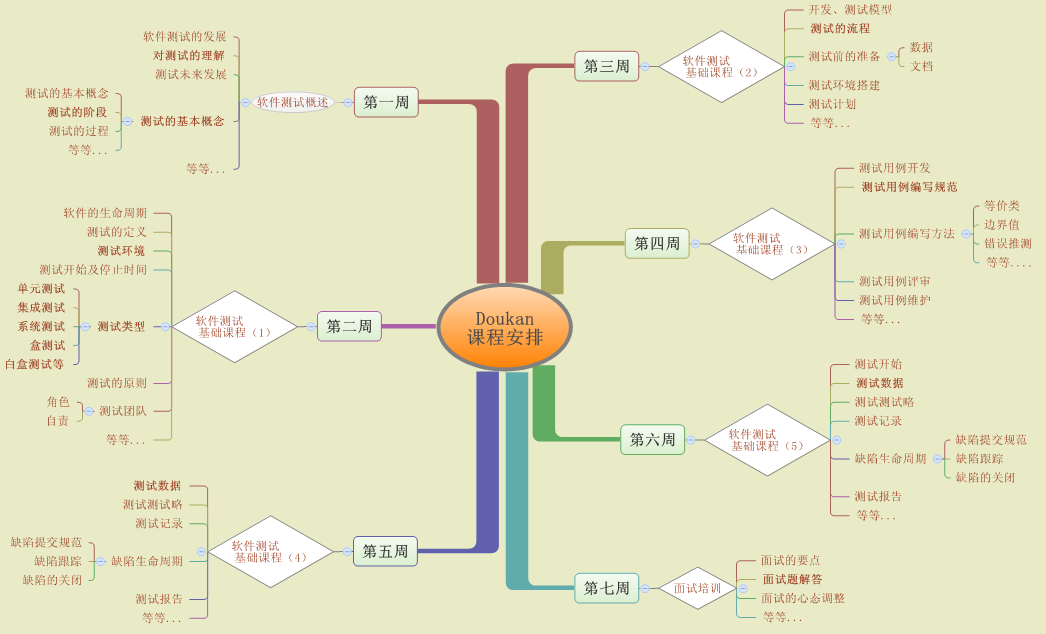 Doukan
课程安排
第一周
软件测试概述
软件测试的发展
对测试的理解
测试未来发展
测试的基本概念
测试的基本概念
测试的阶段
测试的过程
等等...
等等...
第二周
软件测试
基础课程（1）
软件的生命周期
测试的定义
测试环境
测试开始及停止时间
测试类型
单元测试
集成测试
系统测试
盒测试
白盒测试等
测试的原则
测试团队
角色
自责
等等...
第三周
软件测试
基础课程（2）
开发、测试模型
测试的流程
测试前的准备
数据
文档
测试环境搭建
测试计划
等等...
第四周
软件测试
基础课程（3）
测试用例开发
测试用例编写规范
测试用例编写方法
等价类
边界值
错误推测
等等....
测试用例评审
测试用例维护
等等...
第五周
软件测试
基础课程（4）
测试数据
测试测试略
测试记录
缺陷生命周期
缺陷提交规范
缺陷跟踪
缺陷的关闭
测试报告
等等...
第六周
软件测试
基础课程（5）
测试开始
测试数据
测试测试略
测试记录
缺陷生命周期
缺陷提交规范
缺陷跟踪
缺陷的关闭
测试报告
等等...
第七周
面试培训
面试的要点
面试题解答
面试的心态调整
等等...